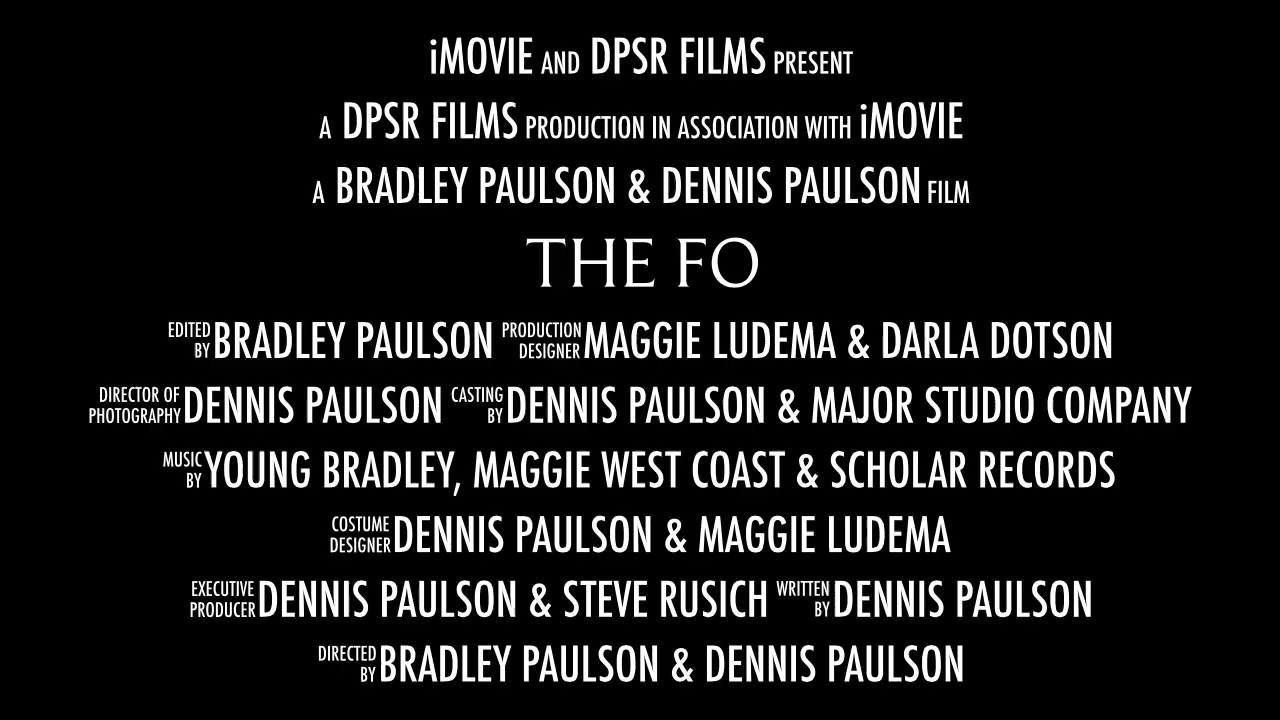 iMOVIE AND DPSR FILMS PRESENT
A DPSR FILMS PRODUCTION IN ASSOCIATION WITH iMOVIE
A BRADLEY PAULSON & DENNIS PAULSON FILM
THE FO
EDITED BY BRADLEY PAULSON PRODUCTION DESIGNER MAGGIE LUDEMA & DARLA DOTSON
DIRECTOR OF PHOTOGRAPHY DENNIS PAULSON CASTING BY DENNIS PAULSON & MAJOR STUDIO COMPANY
MUSIC BY YOUNG BRADLEY, MAGGIE WEST COAST & SCHOLAR RECORDS
COSTUME DESIGNER DENNIS PAULSON & MAGGIE LUDEMA
EXECUTIVE PRODUCER DENNIS PAULSON & STEVE RUSICH WRITTEN BY DENNIS PAULSON
DIRECTED BY BRADLEY PAULSON & DENNIS PAULSON